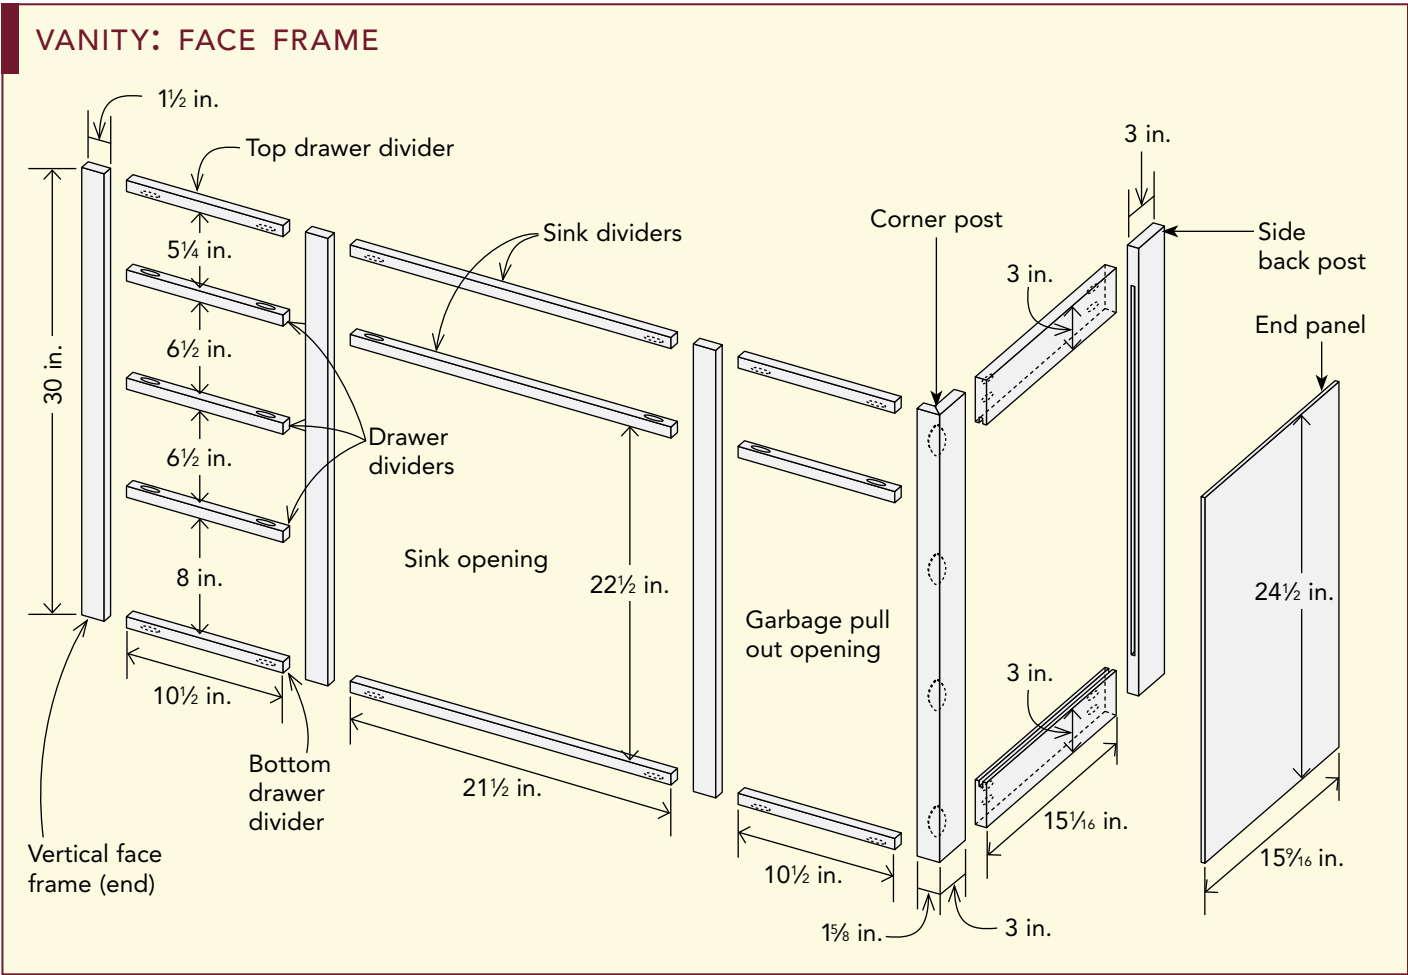 VANITY: FACE FRAME
1½ in.
Top drawer divider
3 in.
5¼ in.
Sink dividers
Corner post
Side
back post
3 in.
End panel
30 in.
6½ in.
Drawer
dividers
6½ in.
Sink opening
8 in.
22½ in.
24½ in.
Garbage pull
out opening
10½ in.
3 in.
Bottom
drawer
divider
21½ in.
15¹⁄₁₆ in.
Vertical face
frame (end)
10½ in.
15⁹⁄₁₆ in.
1⅝ in.
3 in.